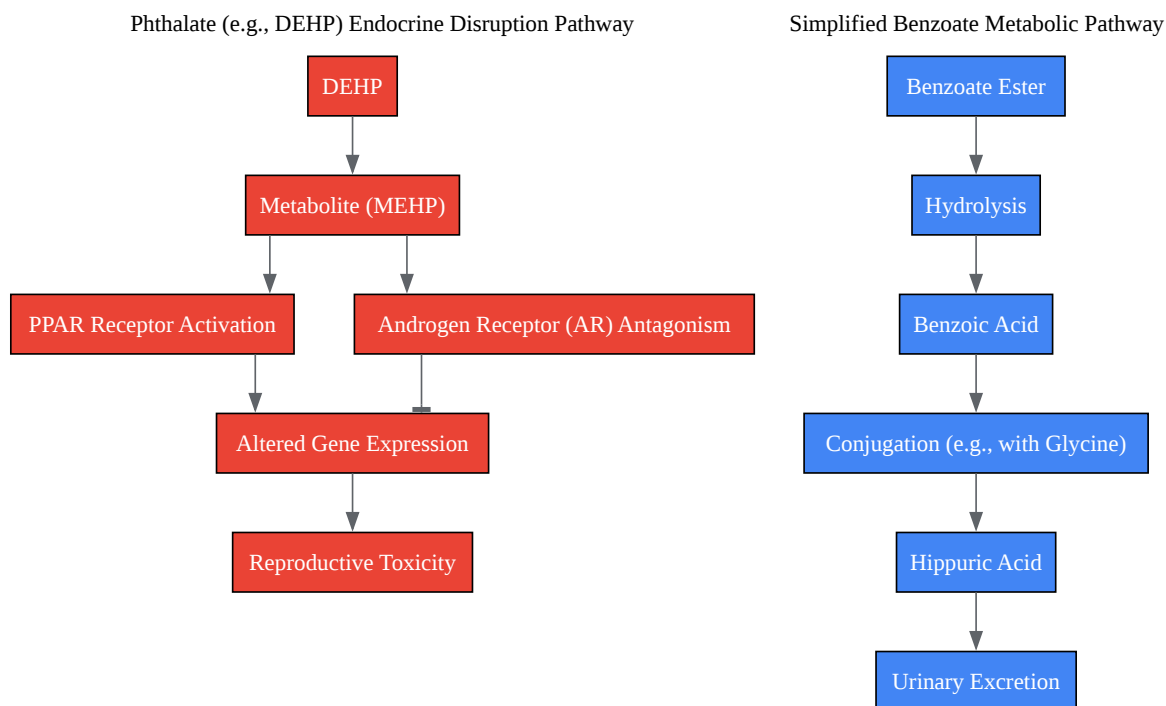 Phthalate (e.g., DEHP) Endocrine Disruption Pathway
DEHP
Metabolite (MEHP)
PPAR Receptor Activation
Androgen Receptor (AR) Antagonism
Altered Gene Expression
Reproductive Toxicity
Simplified Benzoate Metabolic Pathway
Benzoate Ester
Hydrolysis
Benzoic Acid
Conjugation (e.g., with Glycine)
Hippuric Acid
Urinary Excretion